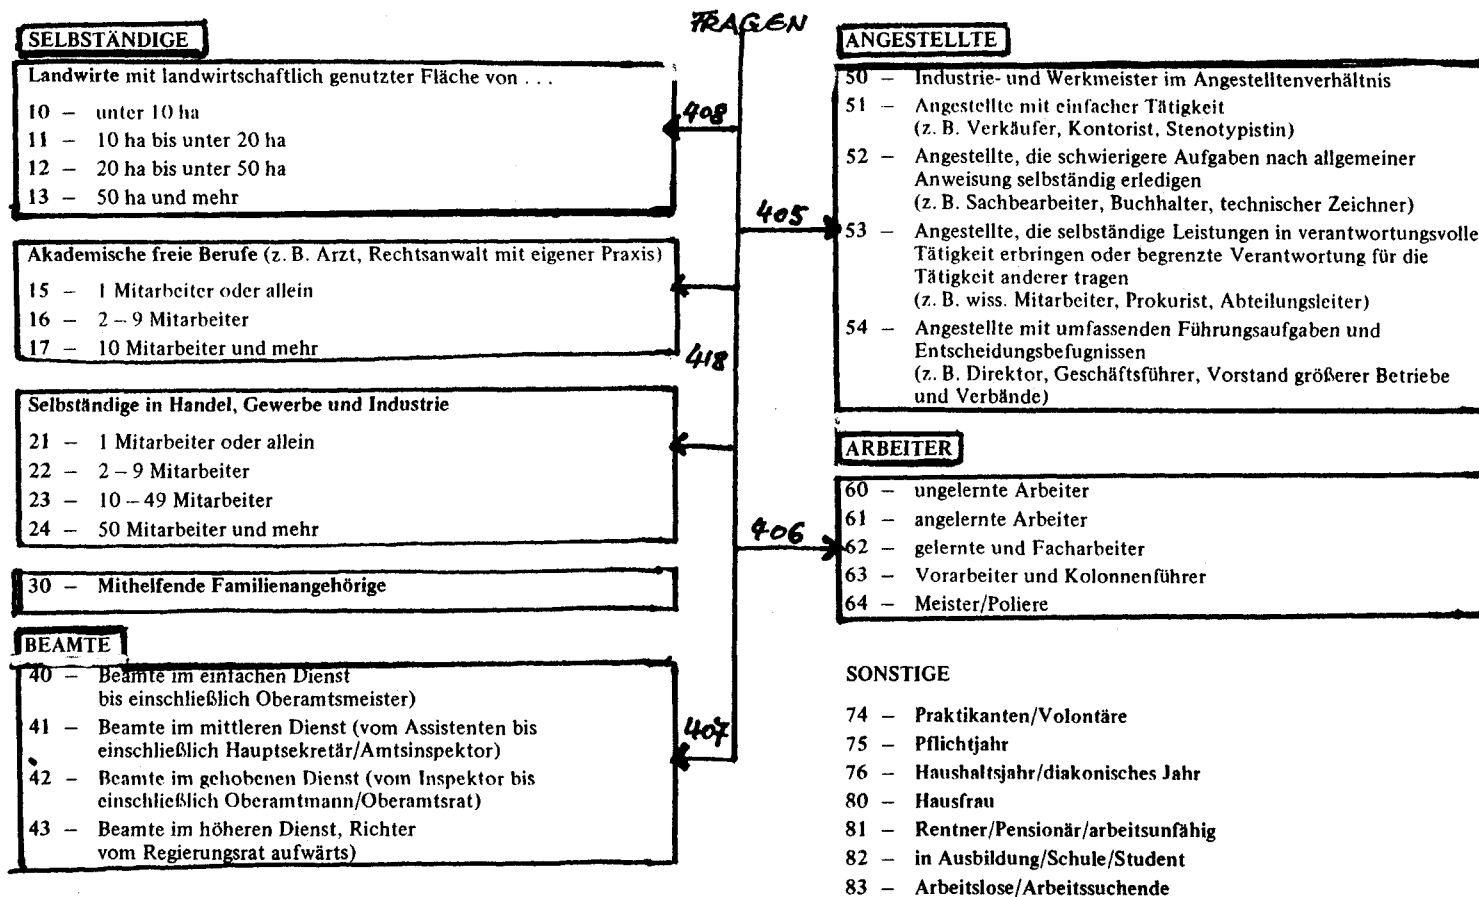 FRAGEN
SELBSTÄNDIGE
Landwirte mit landwirtschaftlich genutzter Fläche von . . .
10 – unter 10 ha
11 – 10 ha bis unter 20 ha
12 – 20 ha bis unter 50 ha
13 – 50 ha und mehr
408
Akademische freie Berufe (z. B. Arzt, Rechtsanwalt mit eigener Praxis)
15 – 1 Mitarbeiter oder allein
16 – 2 – 9 Mitarbeiter
17 – 10 Mitarbeiter und mehr
418
Selbständige in Handel, Gewerbe und Industrie
21 – 1 Mitarbeiter oder allein
22 – 2 – 9 Mitarbeiter
23 – 10 – 49 Mitarbeiter
24 – 50 Mitarbeiter und mehr
30 – Mithelfende Familienangehörige
BEAMTE
40 – Beamte im einfachen Dienst
bis einschließlich Oberamtsmeister)
41 – Beamte im mittleren Dienst (vom Assistenten bis
einschließlich Hauptsekretär/Amtsinspektor)
42 – Beamte im gehobenen Dienst (vom Inspektor bis
einschließlich Oberamtmann/Oberamtsrat)
43 – Beamte im höheren Dienst, Richter
vom Regierungsrat aufwärts)
407
ANGESTELLTE
50 – Industrie- und Werkmeister im Angestelltenverhältnis
51 – Angestellte mit einfacher Tätigkeit
(z. B. Verkäufer, Kontorist, Stenotypistin)
52 – Angestellte, die schwierigere Aufgaben nach allgemeiner
Anweisung selbständig erledigen
(z. B. Sachbearbeiter, Buchhalter, technischer Zeichner)
405
53 – Angestellte, die selbständige Leistungen in verantwortungsvolle
Tätigkeit erbringen oder begrenzte Verantwortung für die
Tätigkeit anderer tragen
(z. B. wiss. Mitarbeiter, Prokurist, Abteilungsleiter)
54 – Angestellte mit umfassenden Führungsaufgaben und
Entscheidungsbefugnissen
(z. B. Direktor, Geschäftsführer, Vorstand größerer Betriebe
und Verbände)
ARBEITER
60 – ungelernte Arbeiter
61 – angelernte Arbeiter
406
62 – gelernte und Facharbeiter
63 – Vorarbeiter und Kolonnenführer
64 – Meister/Poliere
SONSTIGE
74 – Praktikanten/Volontäre
75 – Pflichtjahr
76 – Haushaltsjahr/diakonisches Jahr
80 – Hausfrau
81 – Rentner/Pensionär/arbeitsunfähig
82 – in Ausbildung/Schule/Student
83 – Arbeitslose/Arbeitssuchende